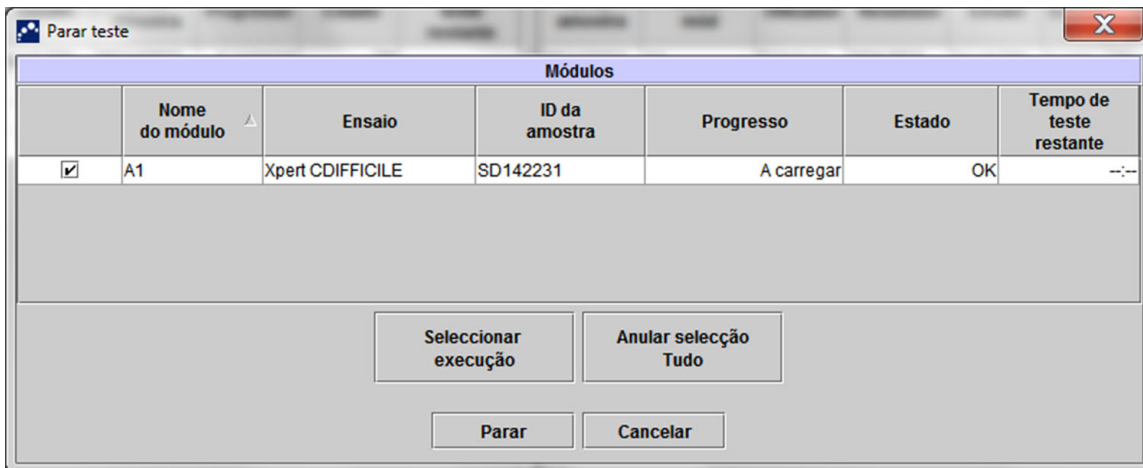 Parar teste
Módulos
Nome do módulo Ensaio ID da amostra Progresso Estado Tempo de teste restante
A1 Xpert CDIFFICILE SD142231 A carregar OK --:--
Seleccionar execução Anular selecção Tudo
Parar Cancelar